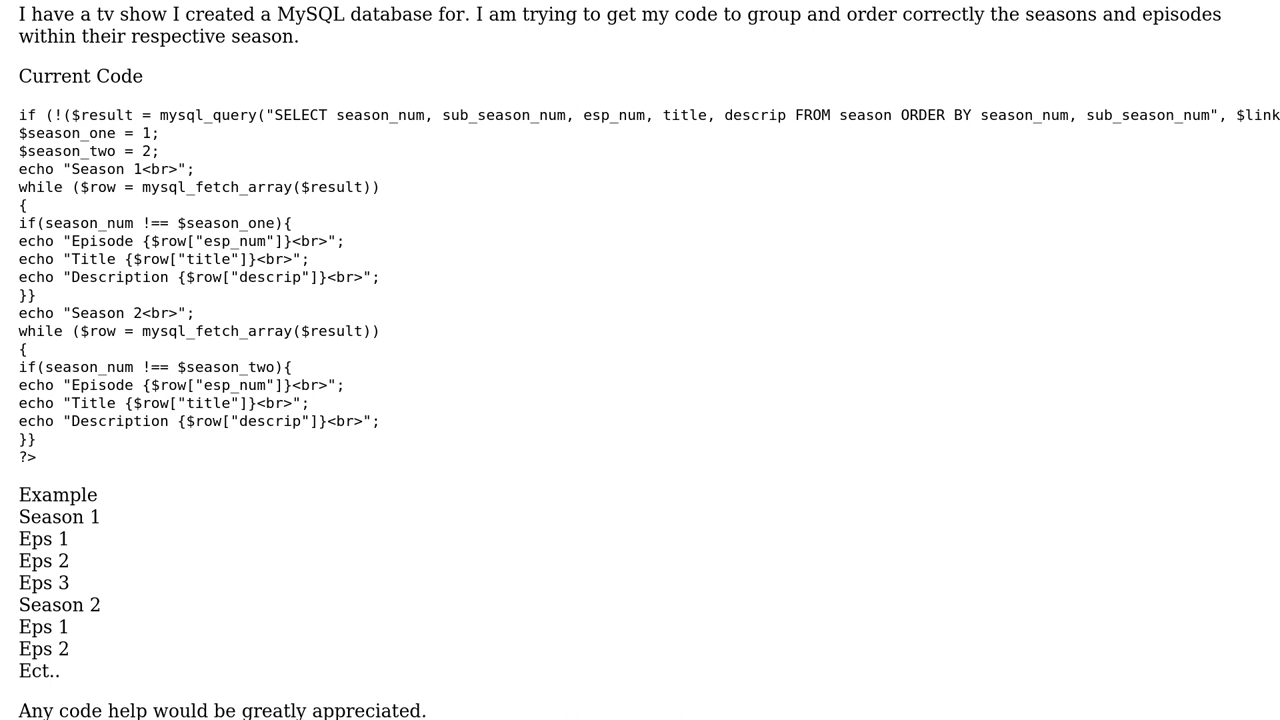 I have a tv show I created a MySQL database for. I am trying to get my code to group and order correctly the seasons and episodes
within their respective season.
Current Code
if (!($result = mysql_query("SELECT season_num, sub_season_num, esp_num, title, descrip FROM season ORDER BY season_num, sub_season_num", $link
$season_one = 1;
$season_two = 2;
echo "Season 1<br>";
while ($row = mysql_fetch_array($result))
{
if(season_num !== $season_one){
echo "Episode {$row["esp_num"]}<br>";
echo "Title {$row["title"]}<br>";
echo "Description {$row["descrip"]}<br>";
}}
echo "Season 2<br>";
while ($row = mysql_fetch_array($result))
{
if(season_num !== $season_two){
echo "Episode {$row["esp_num"]}<br>";
echo "Title {$row["title"]}<br>";
echo "Description {$row["descrip"]}<br>";
}}
?>
Example
Season 1
Eps 1
Eps 2
Eps 3
Season 2
Eps 1
Eps 2
Ect..
Any code help would be greatly appreciated.